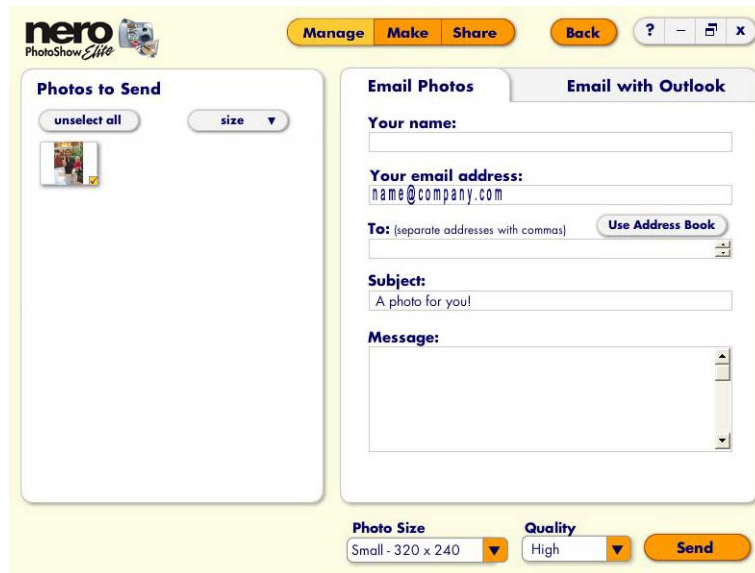 nero
PhotoShow Elite
Manage Make Share
Back
? – x
Photos to Send
unselect all
size
Email Photos
Email with Outlook
Your name:
Your email address:
name@company.com
To: (separate addresses with commas)
Use Address Book
Subject:
A photo for you!
Message:
Photo Size
Quality
Small - 320 x 240
High
Send